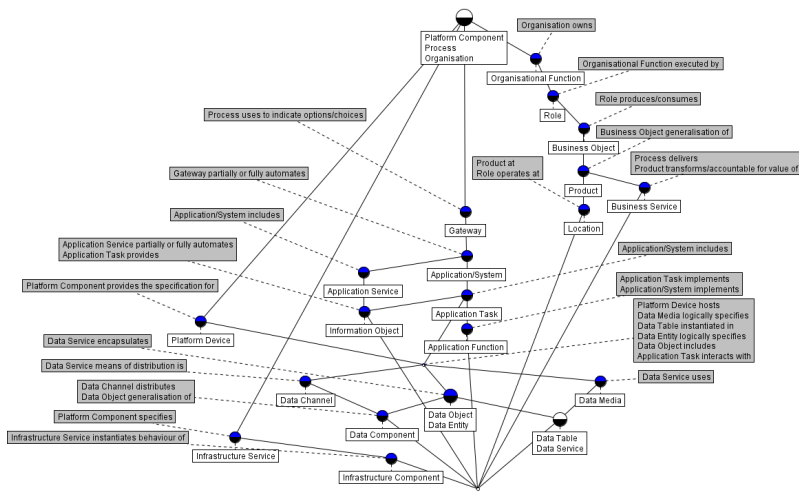 Organisation owns
Platform Component
Process
Organisation
Organisational Function executed by
Organisational Function
Role produces/consumes
Process uses to indicate options/choices
Role
Business Object generalisation of
Business Object
Product at
Role operates at
Process delivers
Product transforms/accountable for value of
Gateway partially or fully automates
Product
Business Service
Application/System includes
Location
Gateway
Application Service partially or fully automates
Application Task provides
Application/System includes
Application/System
Application Service
Application Task implements
Application/System implements
Platform Component provides the specification for
Platform Device hosts
Data Media logically specifies
Data Table instantiated in
Data Entity logically specifies
Data Object includes
Application Task interacts with
Application Task
Information Object
Platform Device
Data Service encapsulates
Application Function
Data Service means of distribution is
Data Service uses
Data Channel distributes
Data Object generalisation of
Data Channel
Data Media
Platform Component specifies
Data Object
Data Entity
Infrastructure Service instantiates behaviour of
Data Component
Data Table
Data Service
Infrastructure Service
Infrastructure Component